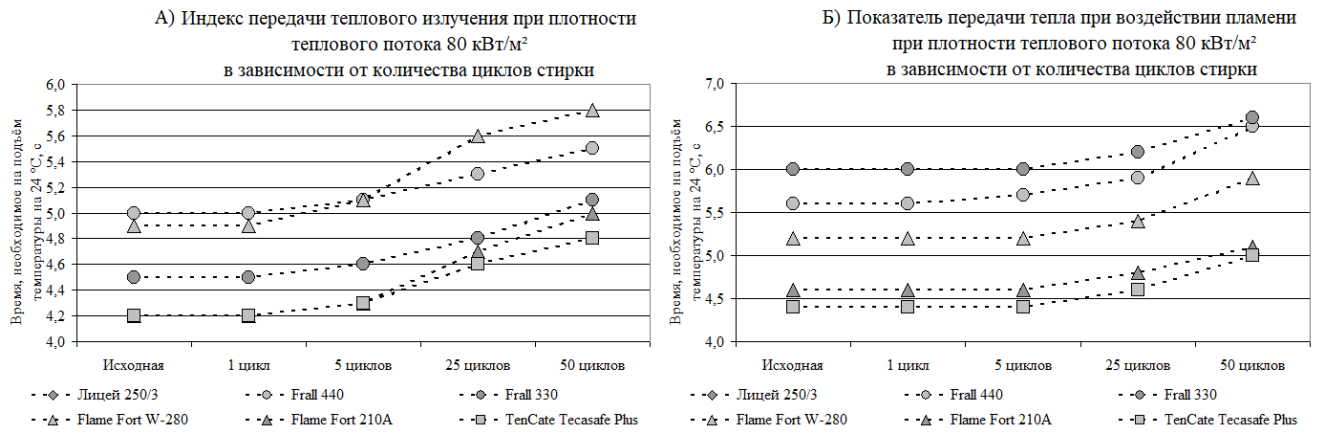 А) Индекс передачи теплового излучения при плотности
теплового потока 80 кВт/м²
в зависимости от количества циклов стирки
Время, необходимое на подъём
температуры на 24 °С, с
6,0
5,8
5,6
5,4
5,2
5,0
4,8
4,6
4,4
4,2
4,0
Исходная 1 цикл 5 циклов 25 циклов 50 циклов
Лицей 250/3 Frall 440 Frall 330
Flame Fort W-280 Flame Fort 210A TenCate Tecasafe Plus
Б) Показатель передачи тепла при воздействии пламени
при плотности теплового потока 80 кВт/м²
в зависимости от количества циклов стирки
Время, необходимое на подъём
температуры на 24 °С, с
7,0
6,5
6,0
5,5
5,0
4,5
4,0
Исходная 1 цикл 5 циклов 25 циклов 50 циклов
Лицей 250/3 Frall 440 Frall 330
Flame Fort W-280 Flame Fort 210A TenCate Tecasafe Plus